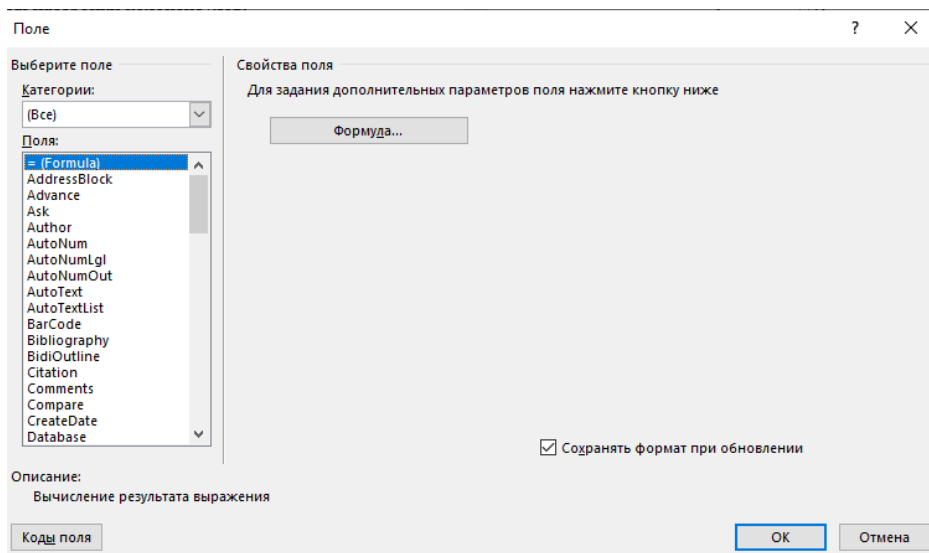 Поле ? ×
Выберите поле
Категории:
(Все)
Поля:
= (Formula)
AddressBlock
Advance
Ask
Author
AutoNum
AutoNumLgl
AutoNumOut
AutoText
AutoTextList
BarCode
Bibliography
BidiOutline
Citation
Comments
Compare
CreateDate
Database
Свойства поля
Для задания дополнительных параметров поля нажмите кнопку ниже
Формула...
Сохранять формат при обновлении
Описание:
Вычисление результата выражения
Коды поля
ОК
Отмена